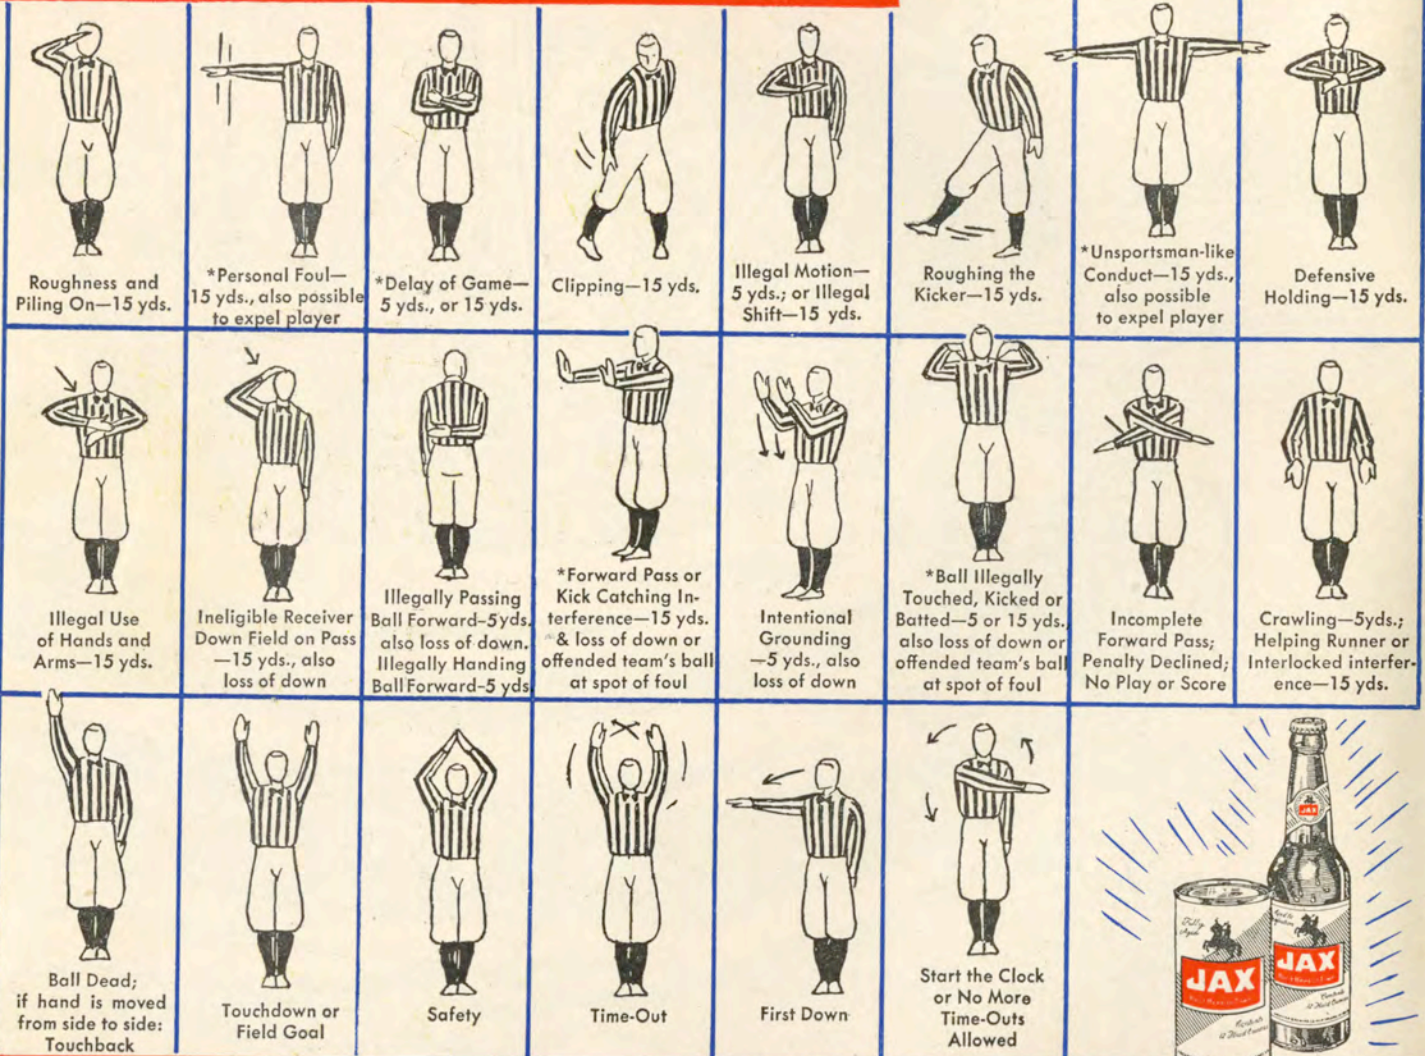 Roughness and
Piling On—15 yds.
*Personal Foul—
15 yds., also possible
to expel player
*Delay of Game—
5 yds., or 15 yds.
Clipping—15 yds.
Illegal Motion—
5 yds.; or Illegal
Shift—15 yds.
Roughing the
Kicker—15 yds.
*Unsportsman-like
Conduct—15 yds.,
also possible
to expel player
Defensive
Holding—15 yds.
Illegal Use
of Hands and
Arms—15 yds.
Ineligible Receiver
Down Field on Pass
—15 yds., also
loss of down
Illegally Passing
Ball Forward–5yds.
also loss of down.
Illegally Handing
Ball Forward–5 yds
*Forward Pass or
Kick Catching In-
terference—15 yds.
& loss of down or
offended team's ball
at spot of foul
Intentional
Grounding
—5 yds., also
loss of down
*Ball Illegally
Touched, Kicked or
Batted—5 or 15 yds.
also loss of down or
offended team's ball
at spot of foul
Incomplete
Forward Pass;
Penalty Declined;
No Play or Score
Crawling—5yds.;
Helping Runner or
Interlocked interfer-
ence—15 yds.
Ball Dead;
if hand is moved
from side to side:
Touchback
Touchdown or
Field Goal
Safety
Time-Out
First Down
Start the Clock
or No More
Time-Outs
Allowed
JAX
Fully
Aged
JAX
JAX